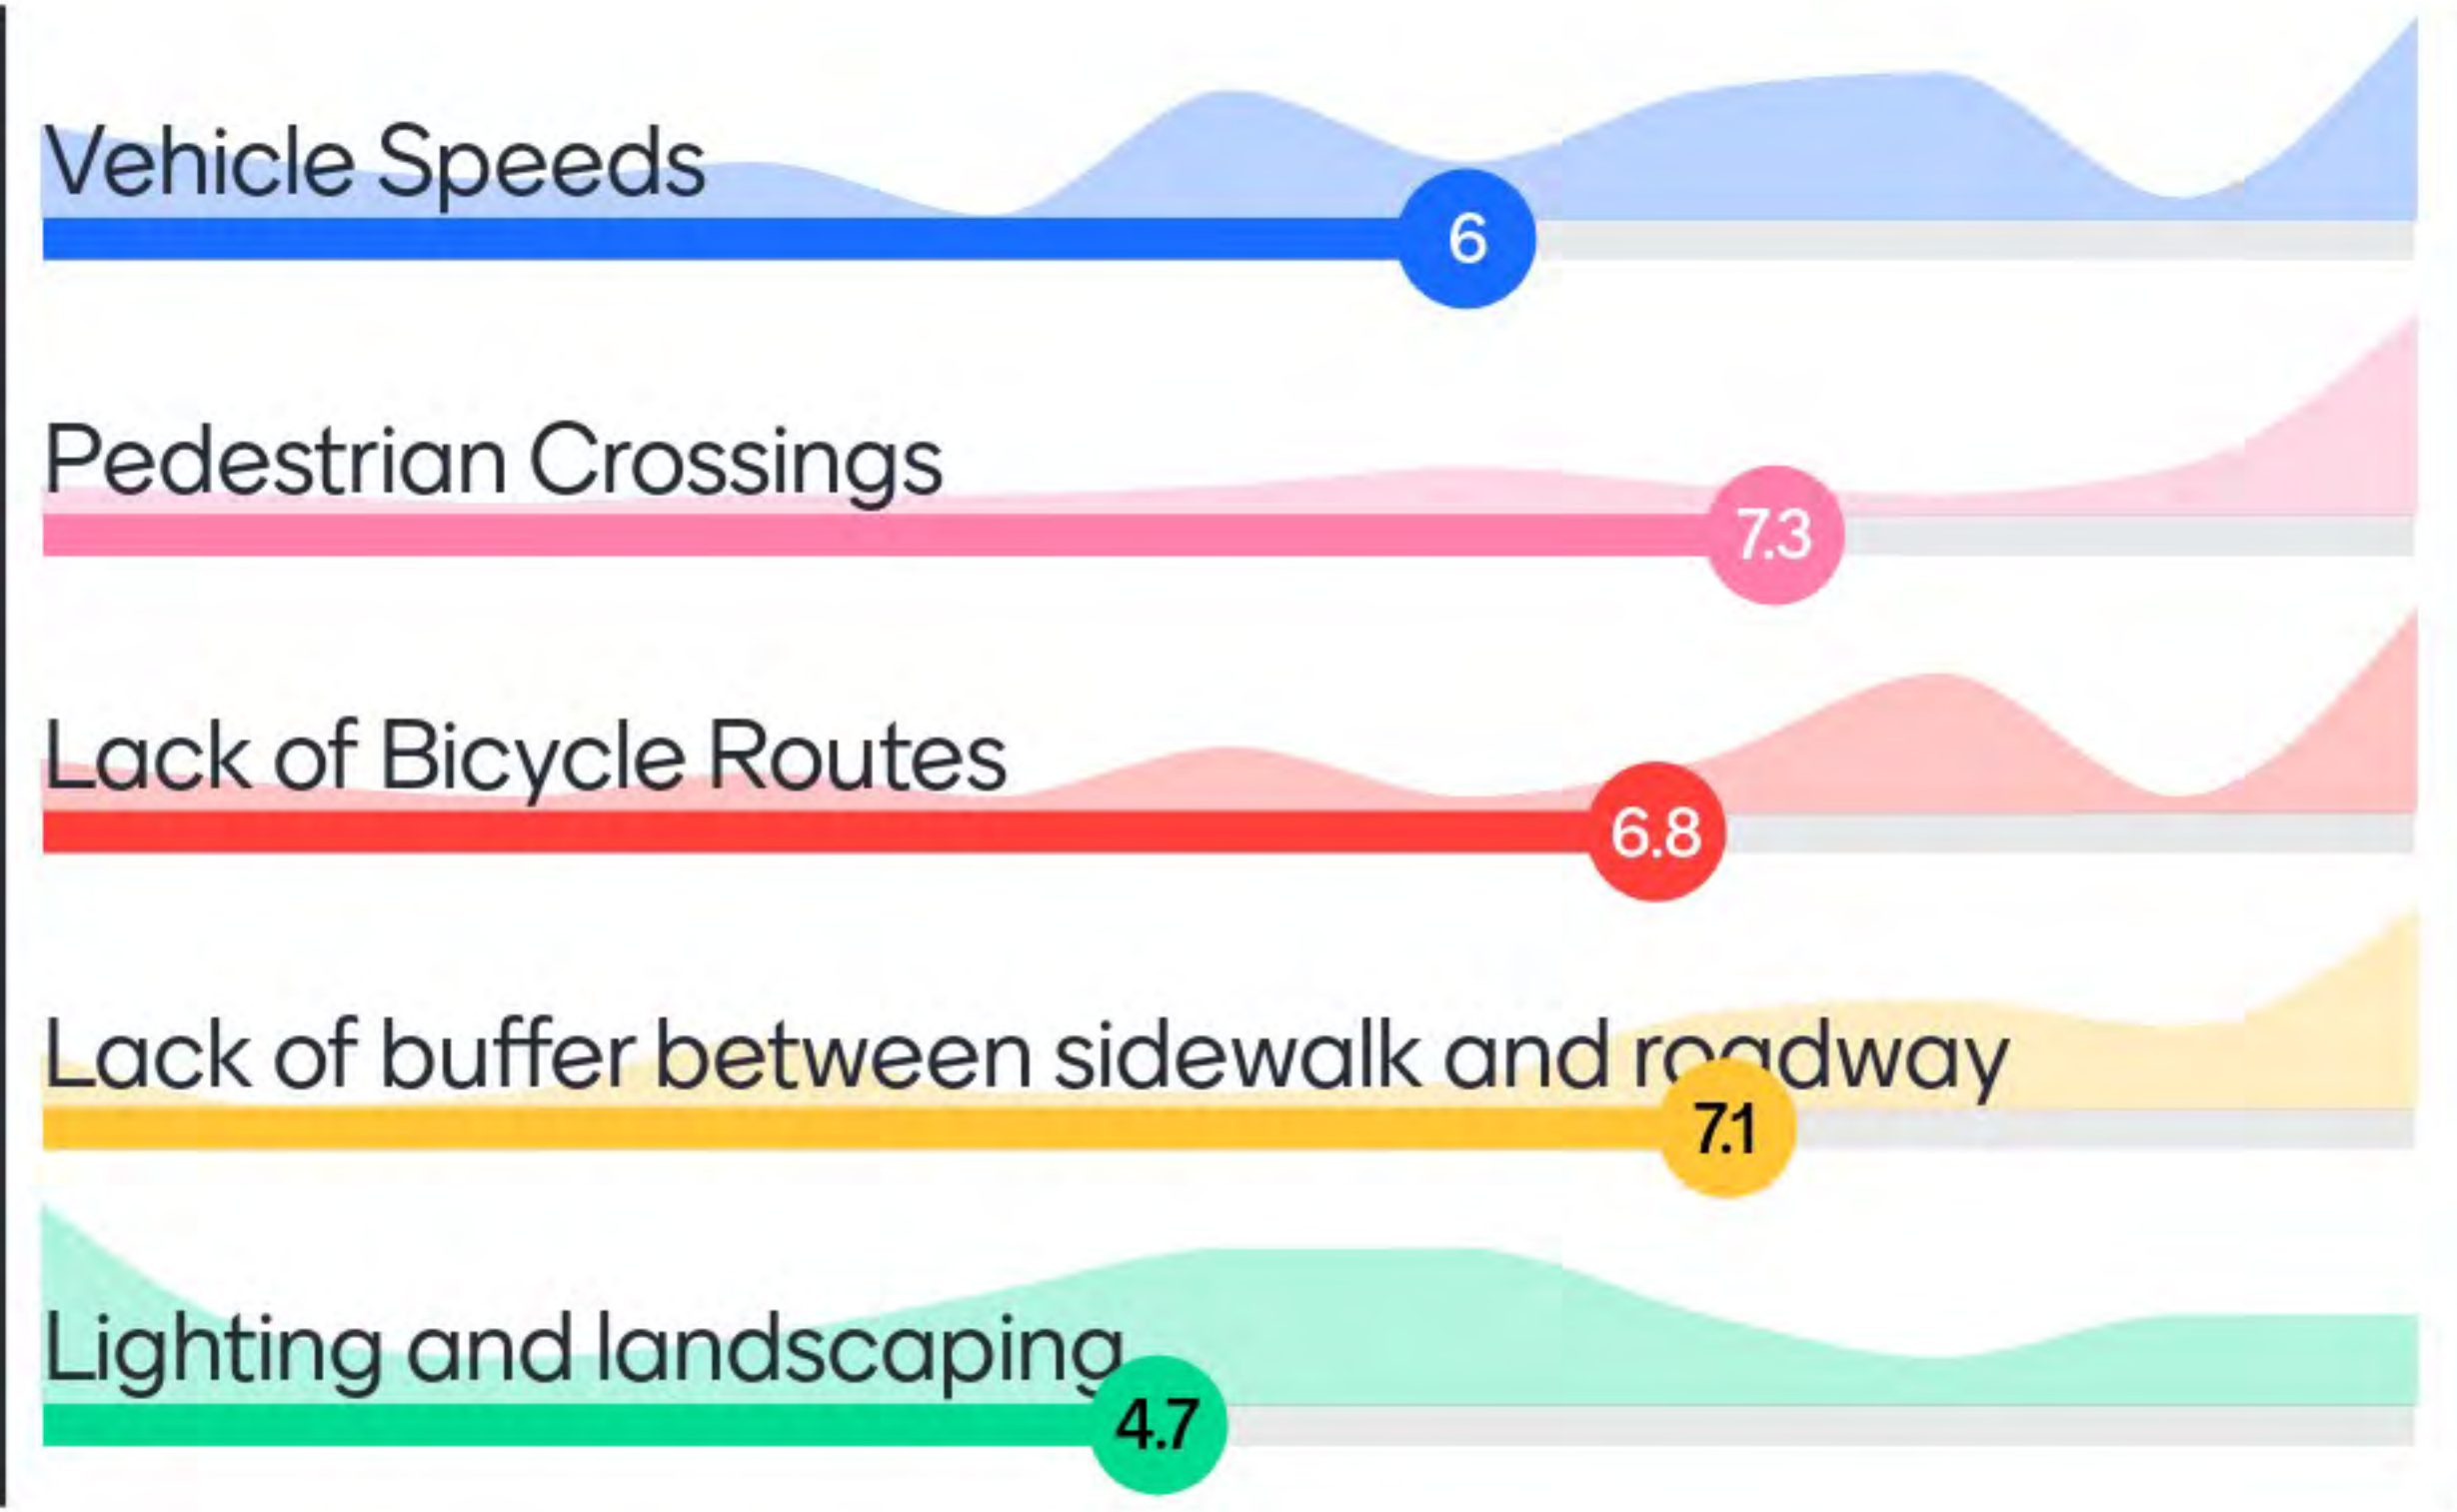 Vehicle Speeds
6
Pedestrian Crossings
7.3
Lack of Bicycle Routes
6.8
Lack of buffer between sidewalk and roadway
7.1
Lighting and landscaping
4.7